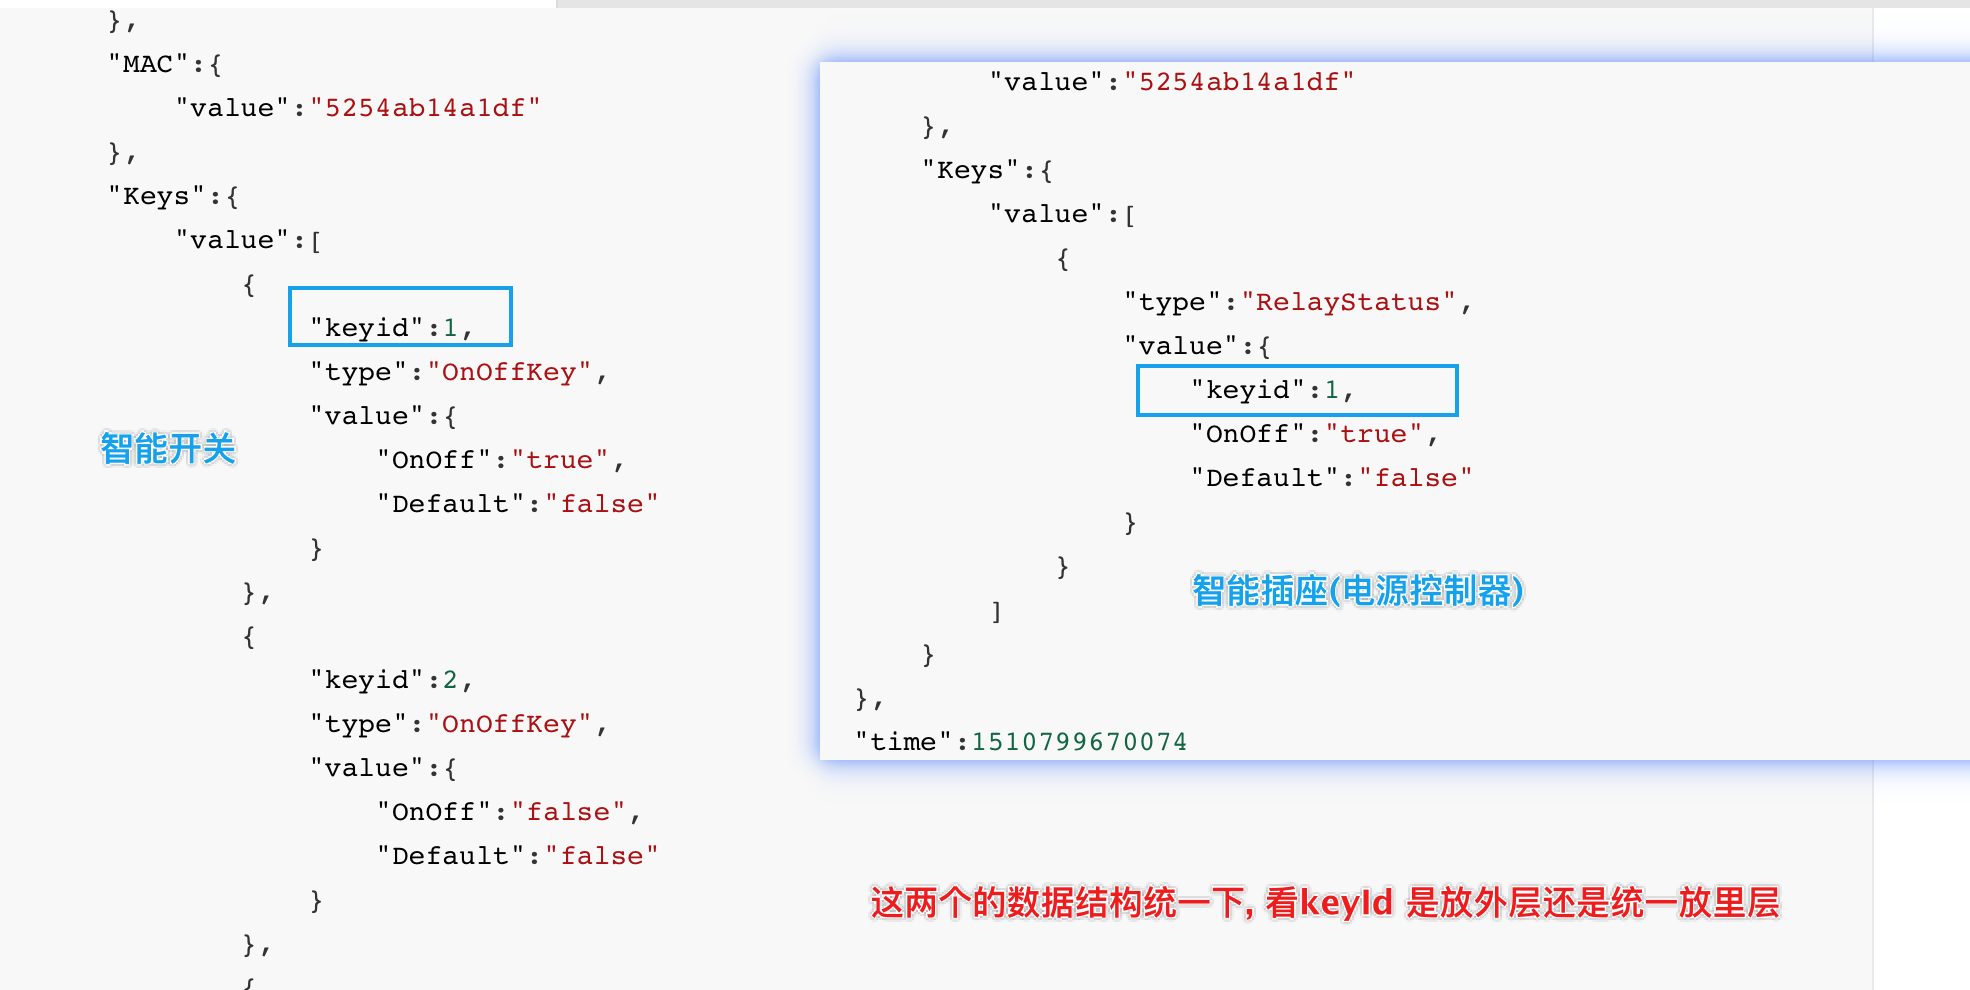 },
"MAC":{
"value":"5254ab14a1df"
},
"Keys":{
"value":[
{
"keyid":1,
"type":"OnOffKey",
"value":{
"OnOff":"true",
"Default":"false"
}
},
{
"keyid":2,
"type":"OnOffKey",
"value":{
"OnOff":"false",
"Default":"false"
}
},
{
智能开关
"value":"5254ab14a1df"
},
"Keys":{
"value":[
{
"type":"RelayStatus",
"value":{
"keyid":1,
"OnOff":"true",
"Default":"false"
}
}
]
}
},
"time":1510799670074
智能插座(电源控制器)
这两个的数据结构统一下, 看keyId 是放外层还是统一放里层